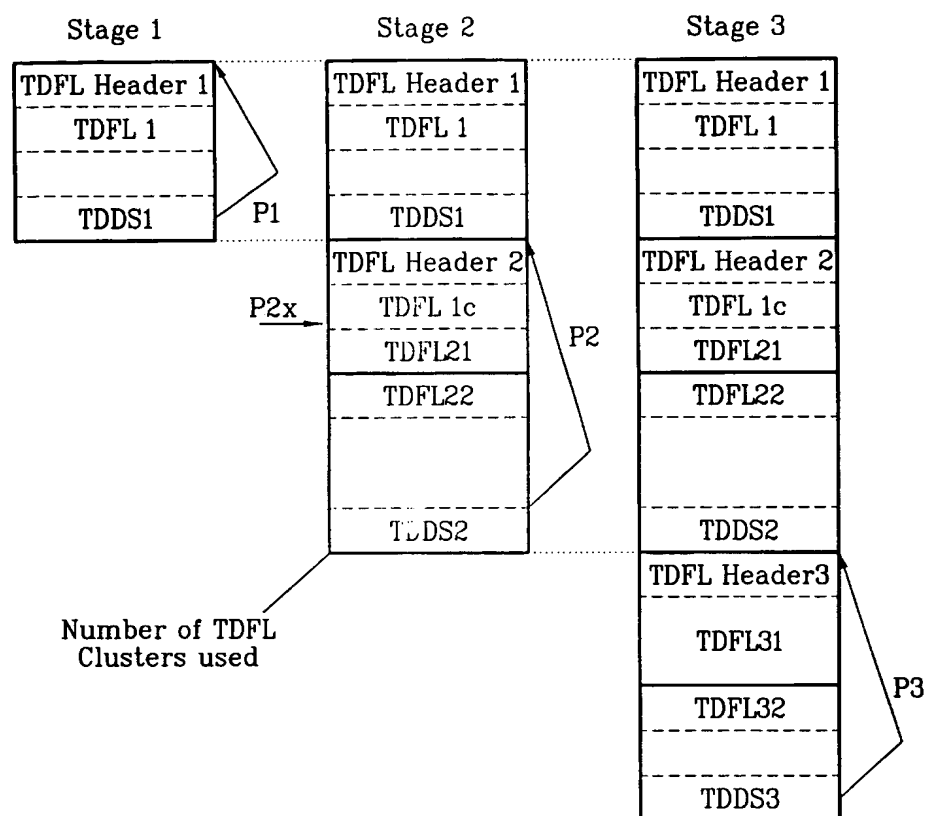 Stage 1
TDFL Header 1
TDFL 1
TDDS1
P1
Stage 2
TDFL Header 1
TDFL 1
TDDS1
TDFL Header 2
TDFL 1c
TDFL21
TDFL22
TDDS2
P2x
P2
Number of TDFL
Clusters used
Stage 3
TDFL Header 1
TDFL 1
TDDS1
TDFL Header 2
TDFL 1c
TDFL21
TDFL22
TDDS2
TDFL Header3
TDFL31
TDFL32
TDDS3
P3